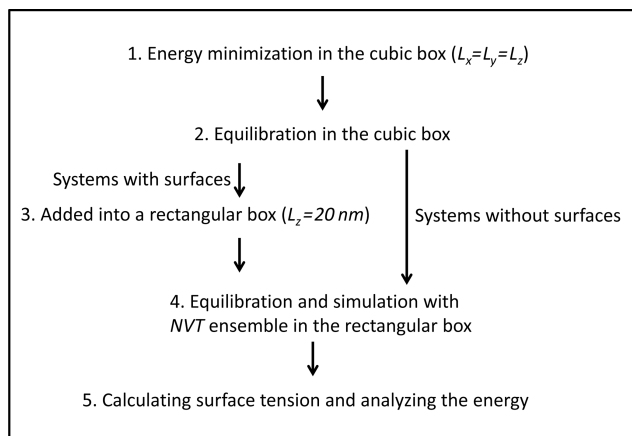 1. Energy minimization in the cubic box (Lx=Ly=Lz)
2. Equilibration in the cubic box
Systems with surfaces
3. Added into a rectangular box (Lz=20 nm)
Systems without surfaces
4. Equilibration and simulation with
NVT ensemble in the rectangular box
5. Calculating surface tension and analyzing the energy